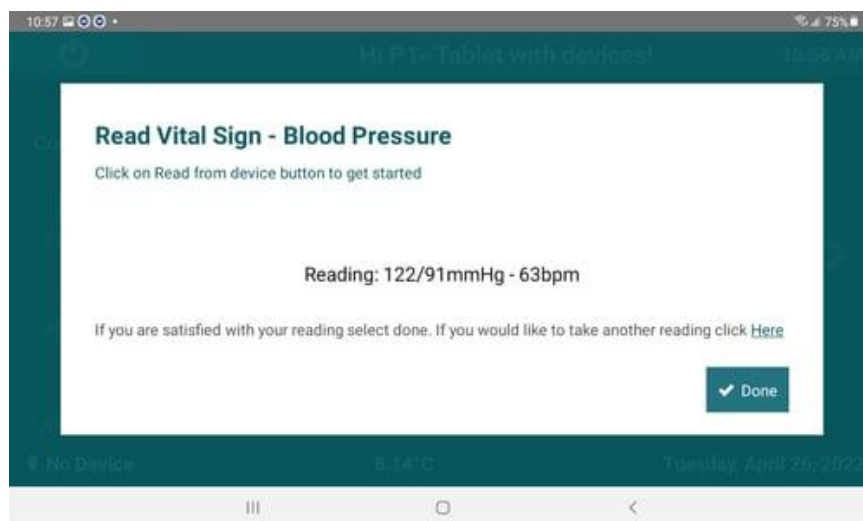 10:57
75%
Hi P1- Tablet with devices!
10:56 AM
Read Vital Sign - Blood Pressure
Click on Read from device button to get started
Reading: 122/91mmHg - 63bpm
If you are satisfied with your reading select done. If you would like to take another reading click Here
Done
No Device
8.14°C
Tuesday, April 26, 2022